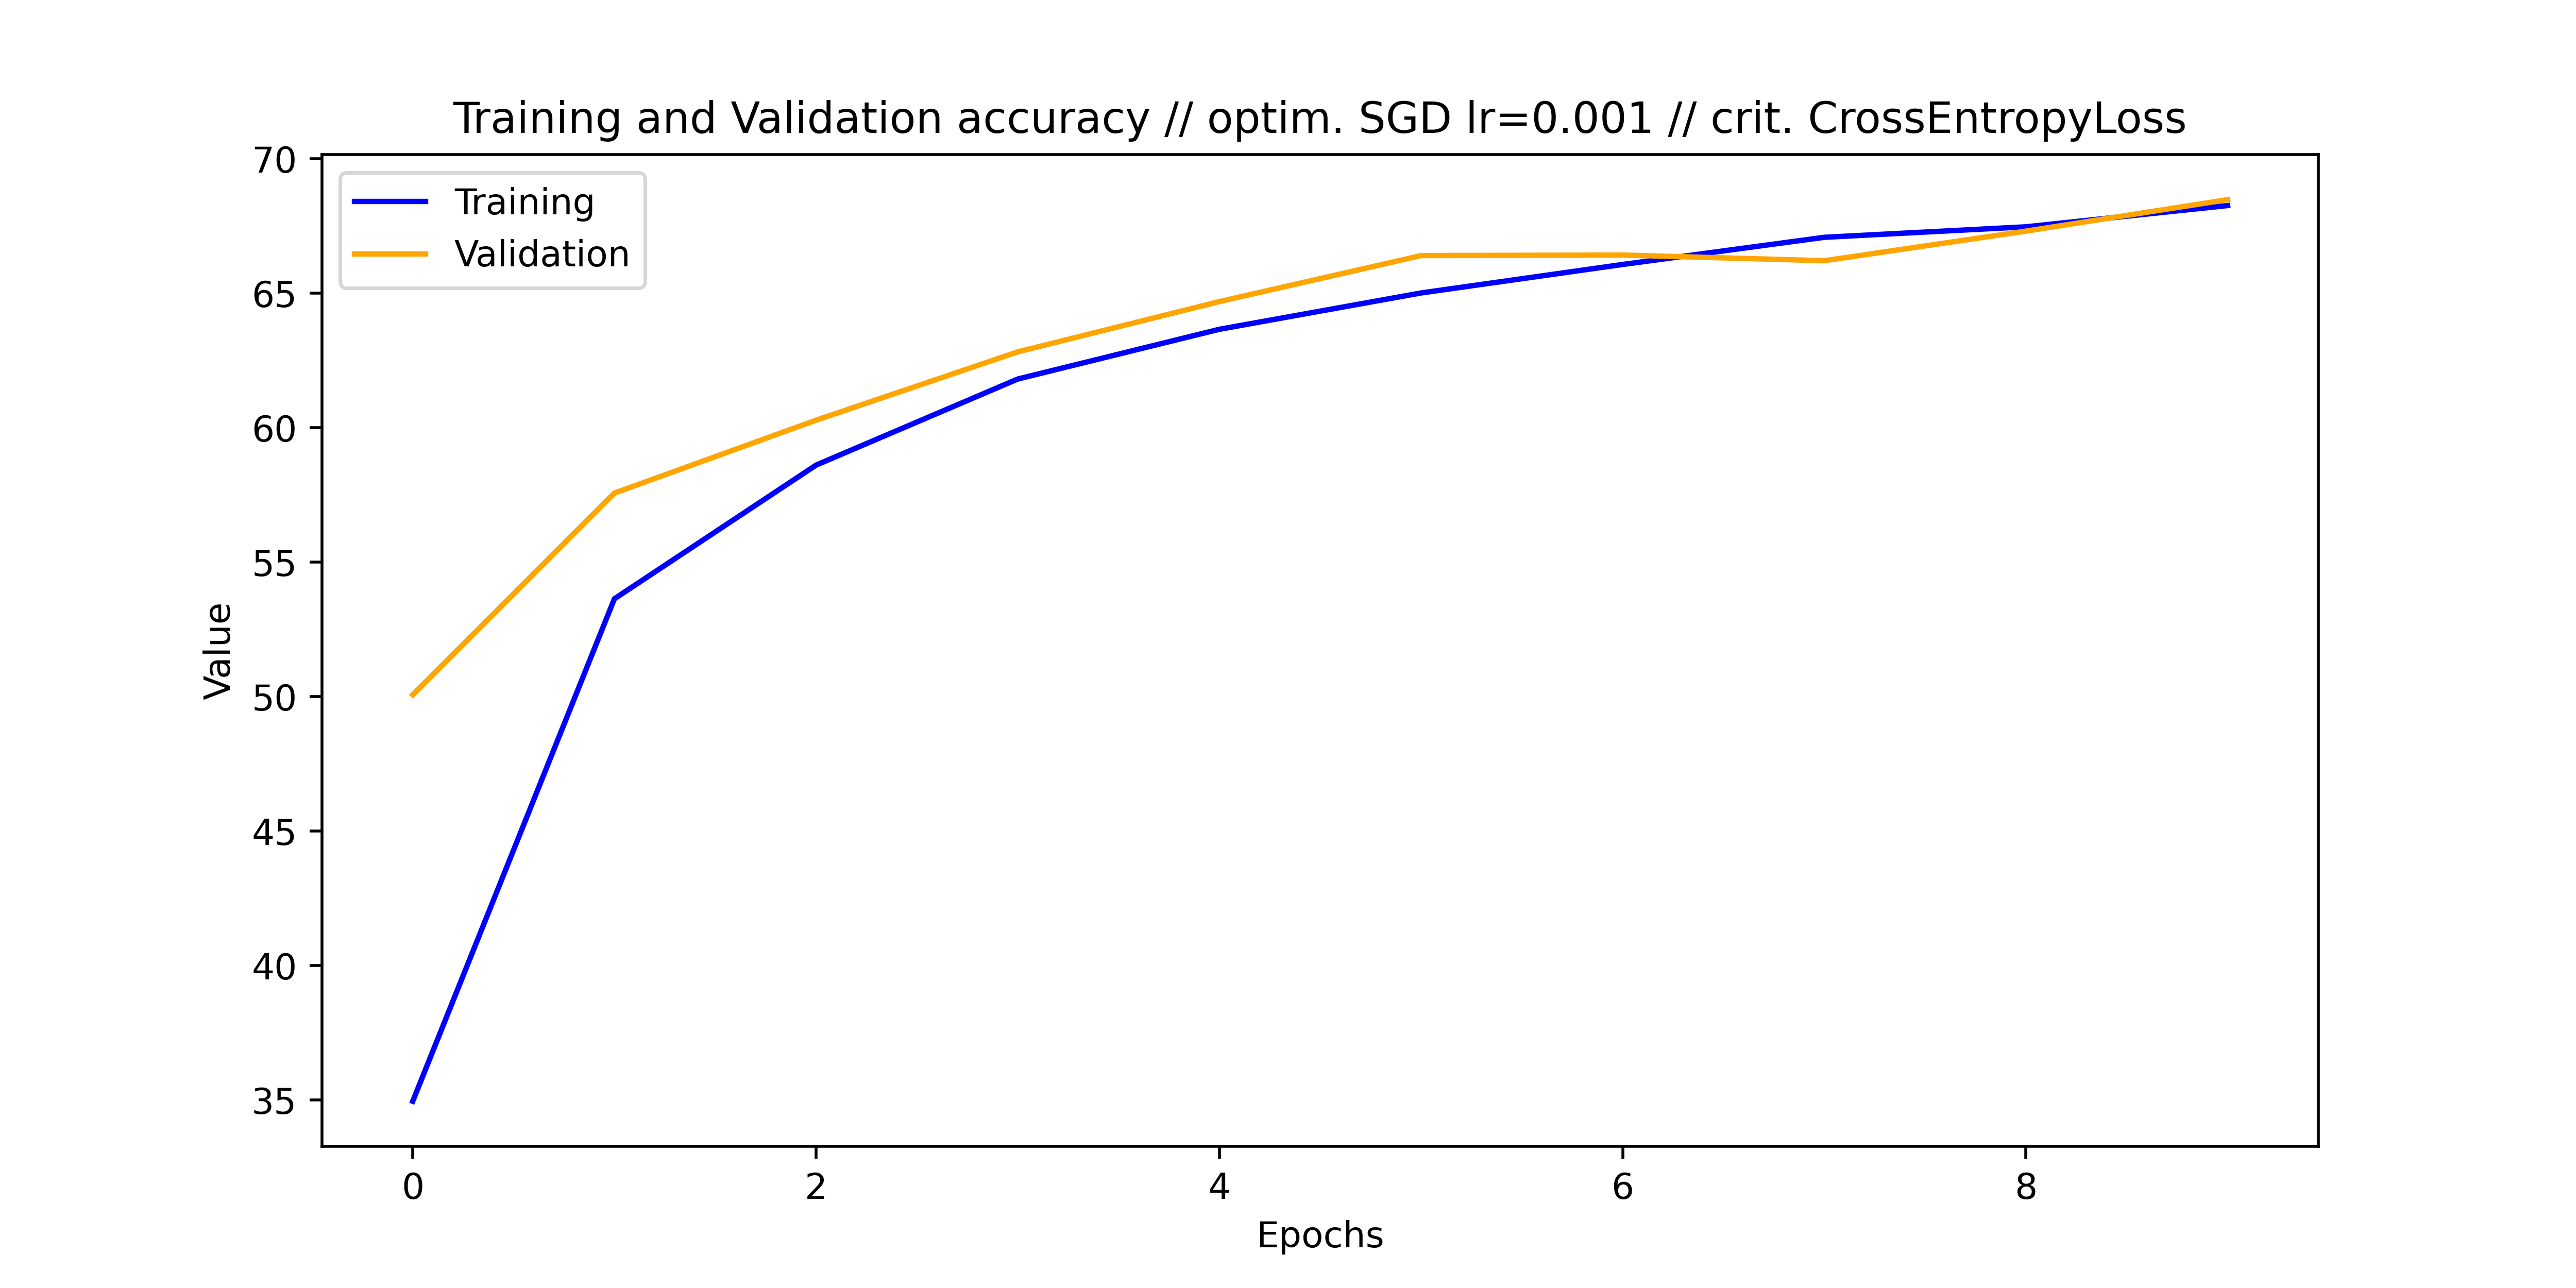 Training and Validation accuracy // optim. SGD lr=0.001 // crit. CrossEntropyLoss
Training
Validation
70
65
60
55
50
45
40
35
Value
0 2 4 6 8
Epochs